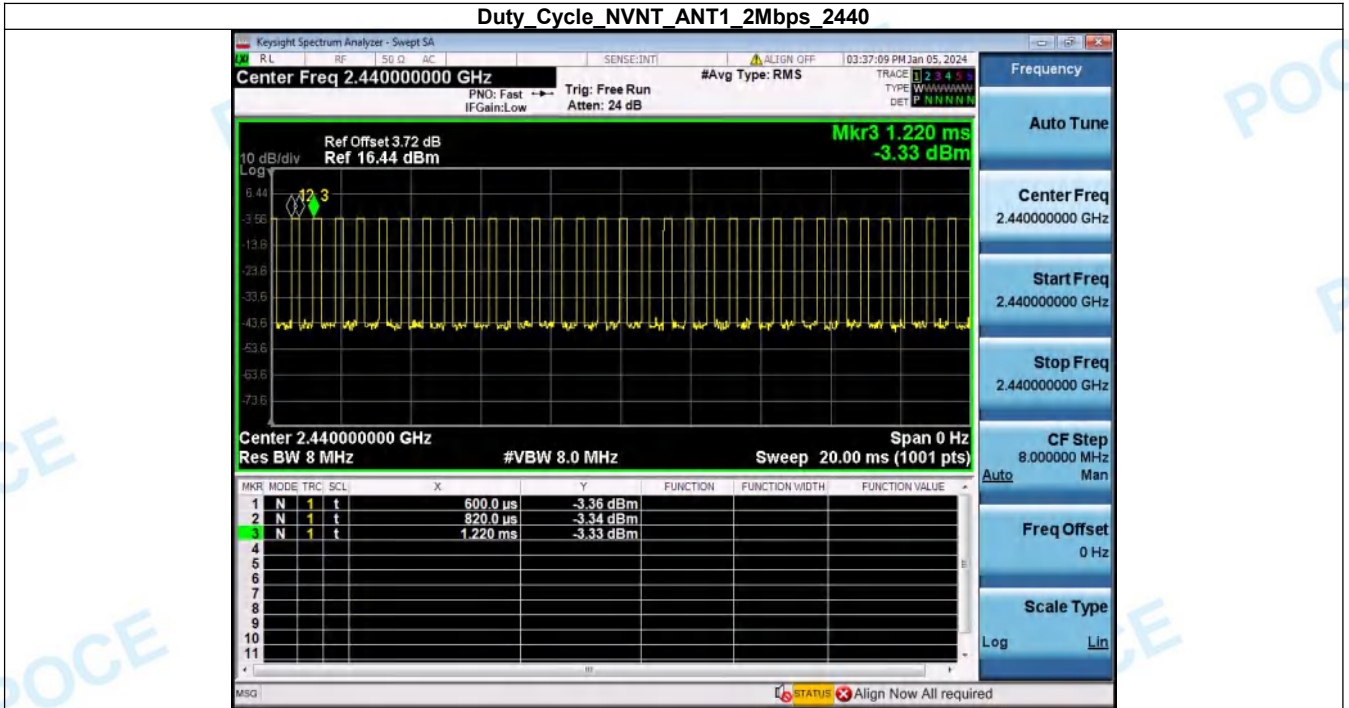 Duty_Cycle_NVNT_ANT1_2Mbps_2440
Keysight Spectrum Analyzer - Swept SA
RL RF 50 Ω AC SENSE:INT ALIGN OFF 03:37:09 PM Jan 05, 2024
Center Freq 2.440000000 GHz #Avg Type: RMS TRACE 1 2 3 4 5 6
PNO: Fast Trig: Free Run TYPE WWWWWW
IFGain:Low Atten: 24 dB DET P N N N N N
Mkr3 1.220 ms
-3.33 dBm
Ref Offset 3.72 dB
10 dB/div Ref 16.44 dBm
Log
6.44
-3.56
-13.6
-23.6
-33.6
-43.6
-53.6
-63.6
-73.6
12 3
Center 2.440000000 GHz Span 0 Hz
Res BW 8 MHz #VBW 8.0 MHz Sweep 20.00 ms (1001 pts)
MKR MODE TRC SCL X Y FUNCTION FUNCTION WIDTH FUNCTION VALUE
1 N 1 t 600.0 µs -3.36 dBm
2 N 1 t 820.0 µs -3.34 dBm
3 N 1 t 1.220 ms -3.33 dBm
4
5
6
7
8
9
10
11
MSG STATUS Align Now All required
Frequency
Auto Tune
Center Freq
2.440000000 GHz
Start Freq
2.440000000 GHz
Stop Freq
2.440000000 GHz
CF Step
8.000000 MHz
Auto Man
Freq Offset
0 Hz
Scale Type
Log Lin
POCE